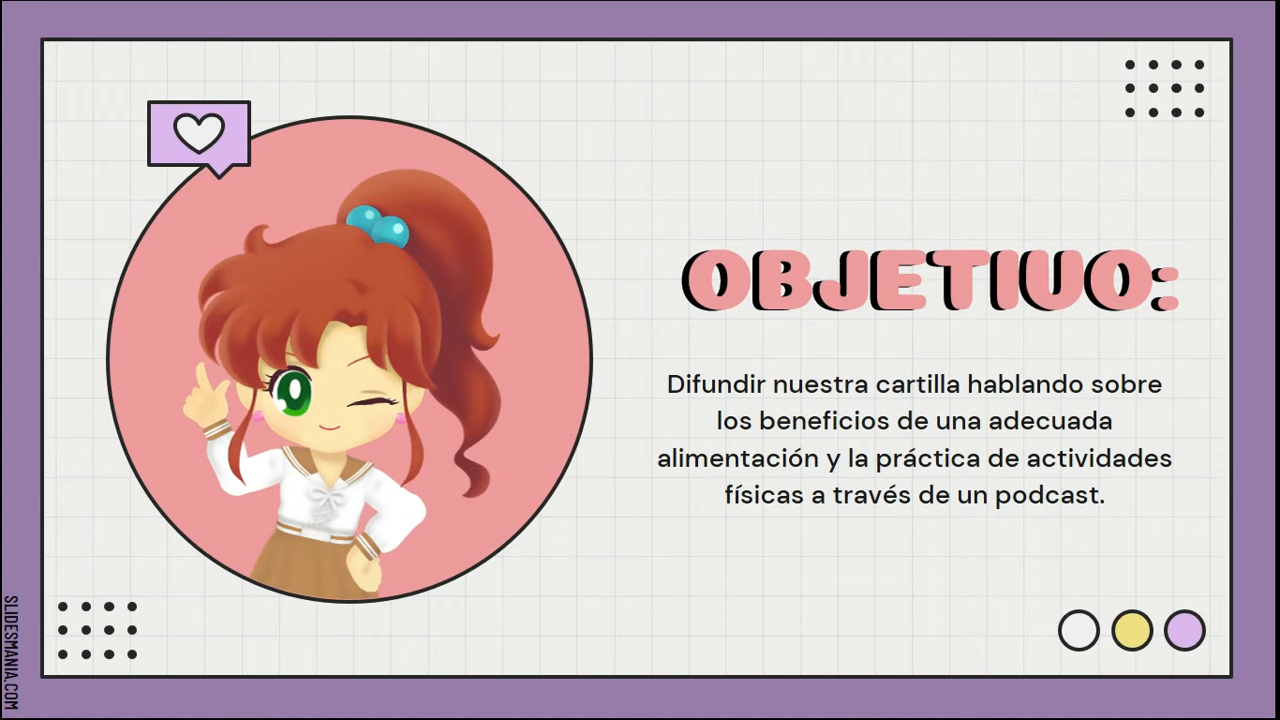 OBJETIVO:
Difundir nuestra cartilla hablando sobre
los beneficios de una adecuada
alimentación y la práctica de actividades
físicas a través de un podcast.
SLIDESMANIA.COM